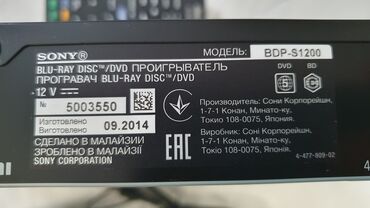 SONY®
МОДЕЛЬ: BDP-S1200
BLU-RAY DISC™/DVD ПРОИГРЫВАТЕЛЬ
ПРОГРАВАЧ BLU-RAY DISC™/DVD
12 V
DVD BD
№ 5003550
Изготовлено
Виготовлено 09.2014
СДЕЛАНО В МАЛАЙЗИИ
ЗРОБЛЕНО В МАЛАЙЗІЇ
SONY CORPORATION
EAC
Изготовитель: Сони Корпорейшн,
1-7-1 Конан, Минато-ку,
Токио 108-0075, Япония.
Виробник: Соні Корпорейшн,
1-7-1 Конан, Мінато-ку,
Токіо 108-0075, Японія.
4-477-809-02